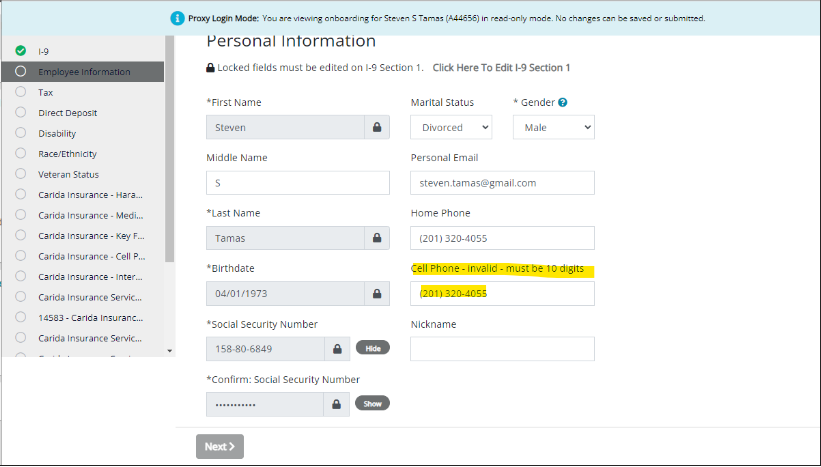 Proxy Login Mode: You are viewing onboarding for Steven S Tamas (A44656) in read-only mode. No changes can be saved or submitted.
I-9
Employee Information
Tax
Direct Deposit
Disability
Race/Ethnicity
Veteran Status
Carida Insurance - Hara...
Carida Insurance - Medi...
Carida Insurance - Key F...
Carida Insurance - Cell P...
Carida Insurance - Inter...
Carida Insurance Servic...
14583 - Carida Insuranc...
Carida Insurance Servic...
Personal Information
Locked fields must be edited on I-9 Section 1. Click Here To Edit I-9 Section 1
*First Name
Steven
Marital Status
Divorced
* Gender ?
Male
Middle Name
S
Personal Email
steven.tamas@gmail.com
*Last Name
Tamas
Home Phone
(201) 320-4055
*Birthdate
04/01/1973
Cell Phone - invalid - must be 10 digits
(201) 320-4055
*Social Security Number
158-80-6849
Hide
Nickname
*Confirm: Social Security Number
•••••••••••
Show
Next